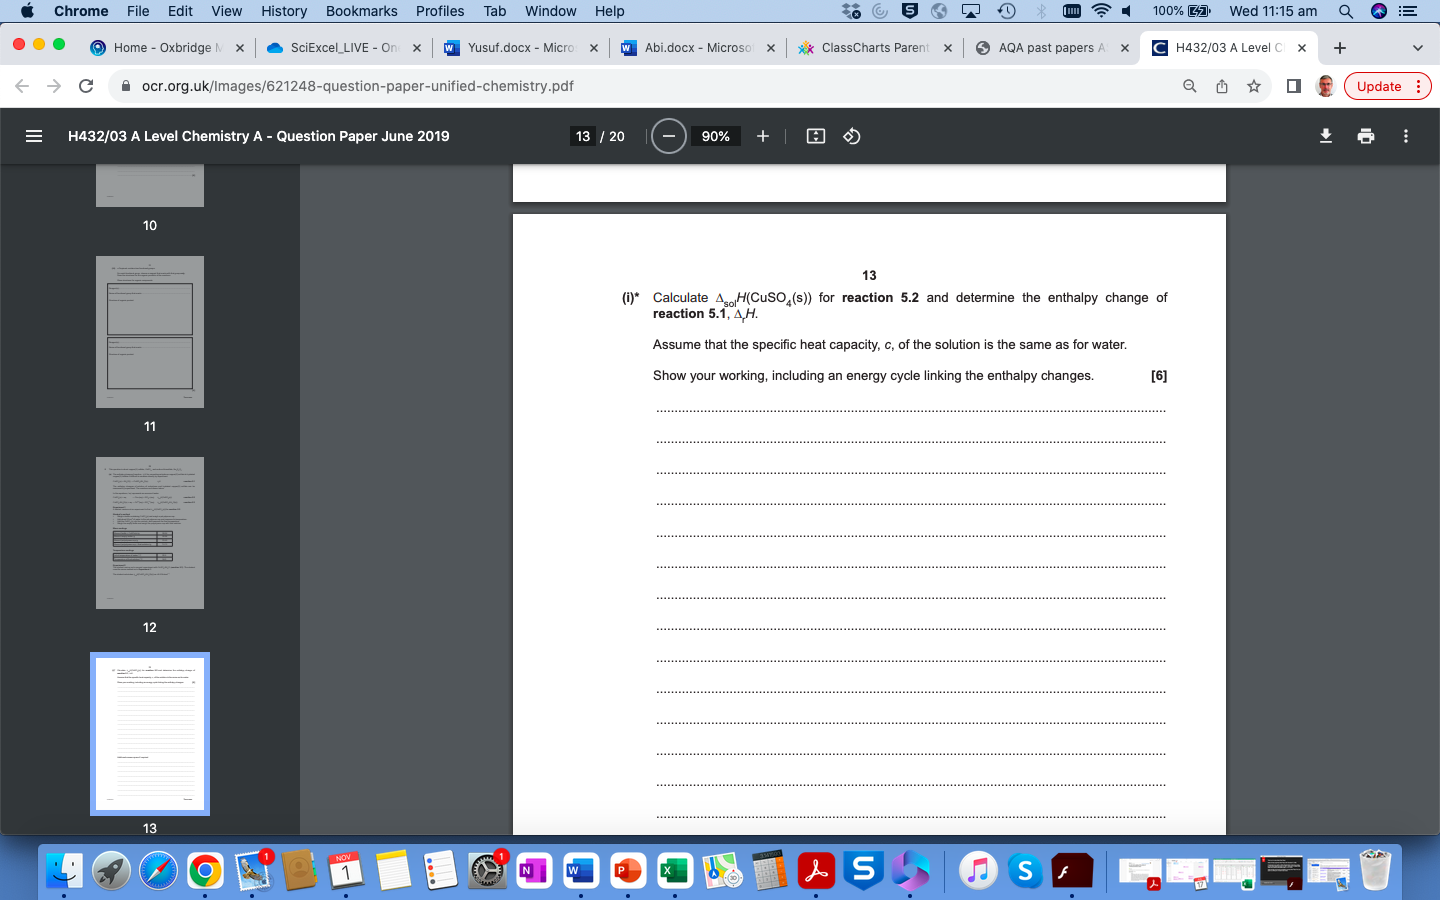 Chrome File Edit View History Bookmarks Profiles Tab Window Help 100% Wed 11:15 am
Home - Oxbridge M SciExcel_LIVE - On Yusuf.docx - Micros Abi.docx - Microso ClassCharts Parent AQA past papers A H432/03 A Level C
ocr.org.uk/Images/621248-question-paper-unified-chemistry.pdf Update
H432/03 A Level Chemistry A - Question Paper June 2019 13 / 20 90%
10
11
12
13
13
(i)* Calculate ΔsolH(CuSO4(s)) for reaction 5.2 and determine the enthalpy change of
reaction 5.1, ΔrH.
Assume that the specific heat capacity, c, of the solution is the same as for water.
Show your working, including an energy cycle linking the enthalpy changes. [6]
1 NOV 1 1